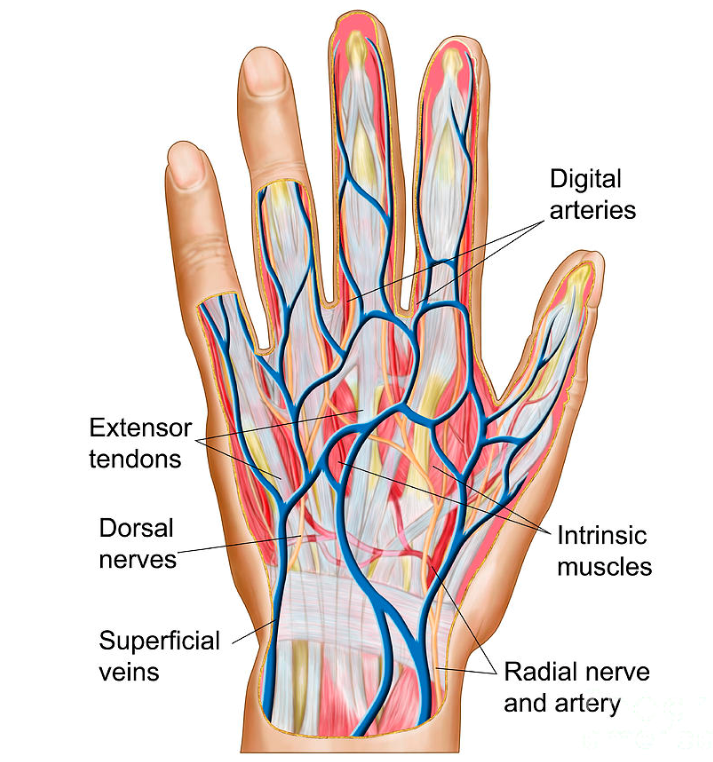 Digital
arteries
Extensor
tendons
Dorsal
nerves
Intrinsic
muscles
Superficial
veins
Radial nerve
and artery